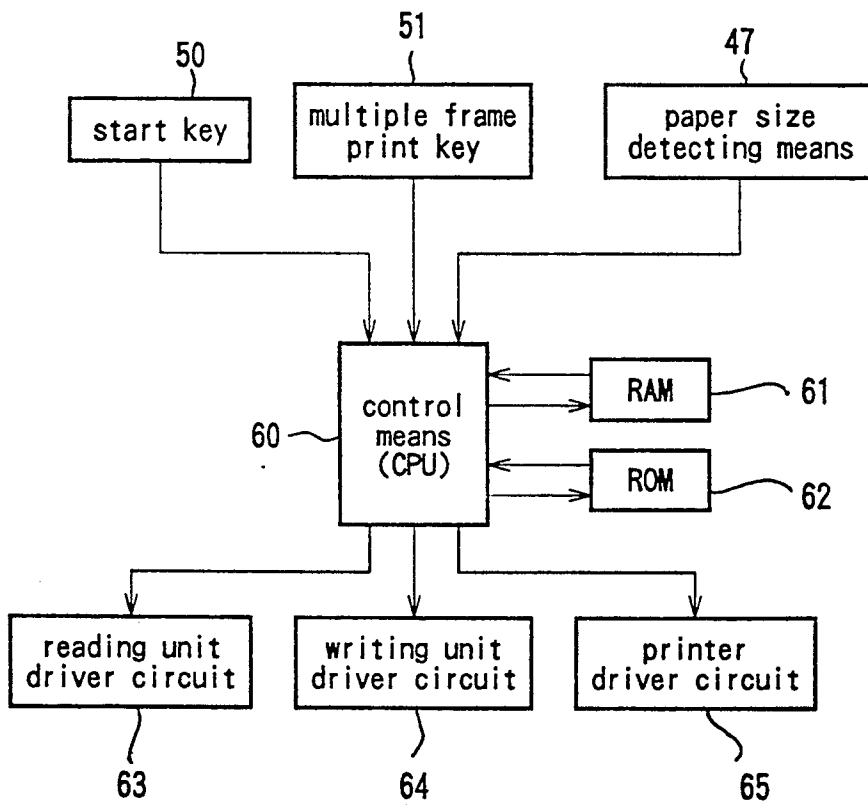 50
51
47
start key
multiple frame
print key
paper size
detecting means
60
control
means
(CPU)
RAM
61
ROM
62
reading unit
driver circuit
writing unit
driver circuit
printer
driver circuit
63
64
65